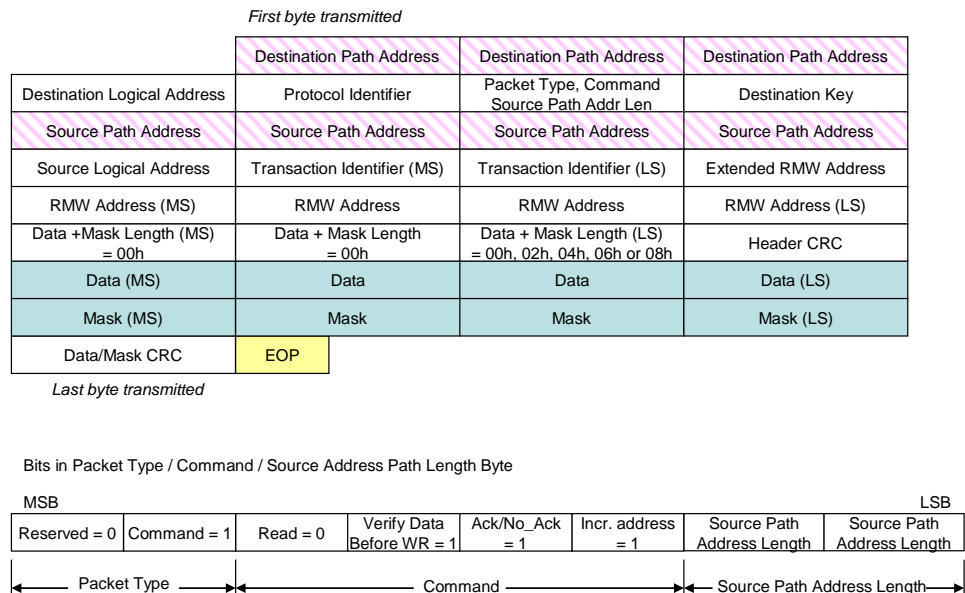 First byte transmitted
Destination Path Address Destination Path Address Destination Path Address
Destination Logical Address Protocol Identifier Packet Type, Command Source Path Addr Len Destination Key
Source Path Address Source Path Address Source Path Address Source Path Address
Source Logical Address Transaction Identifier (MS) Transaction Identifier (LS) Extended RMW Address
RMW Address (MS) RMW Address RMW Address RMW Address (LS)
Data +Mask Length (MS) = 00h Data + Mask Length = 00h Data + Mask Length (LS) = 00h, 02h, 04h, 06h or 08h Header CRC
Data (MS) Data Data Data (LS)
Mask (MS) Mask Mask Mask (LS)
Data/Mask CRC EOP
Last byte transmitted
Bits in Packet Type / Command / Source Address Path Length Byte
MSB LSB
Reserved = 0 Command = 1 Read = 0 Verify Data Before WR = 1 Ack/No_Ack = 1 Incr. address = 1 Source Path Address Length Source Path Address Length
Packet Type Command Source Path Address Length